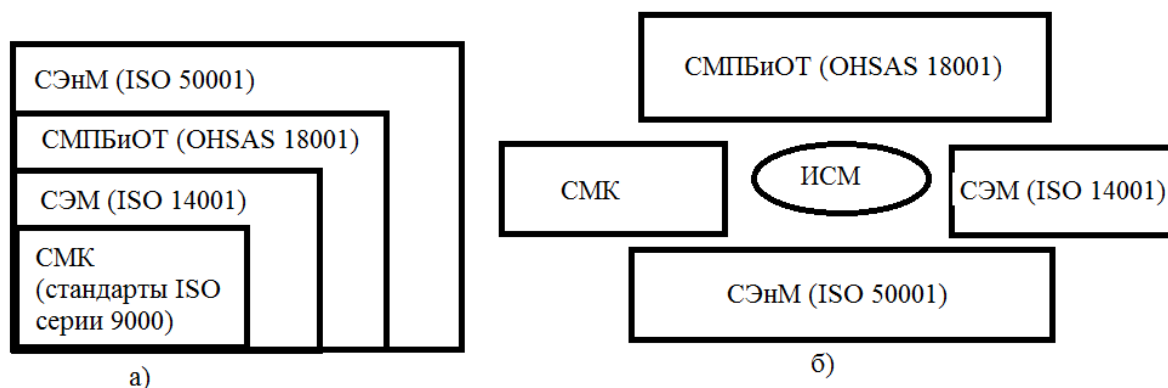 СЭнМ (ISO 50001)
СМПБиОТ (OHSAS 18001)
СЭМ (ISO 14001)
СМК
(стандарты ISO
серии 9000)
а)
СМПБиОТ (OHSAS 18001)
СМК
ИСМ
СЭМ (ISO 14001)
СЭнМ (ISO 50001)
б)